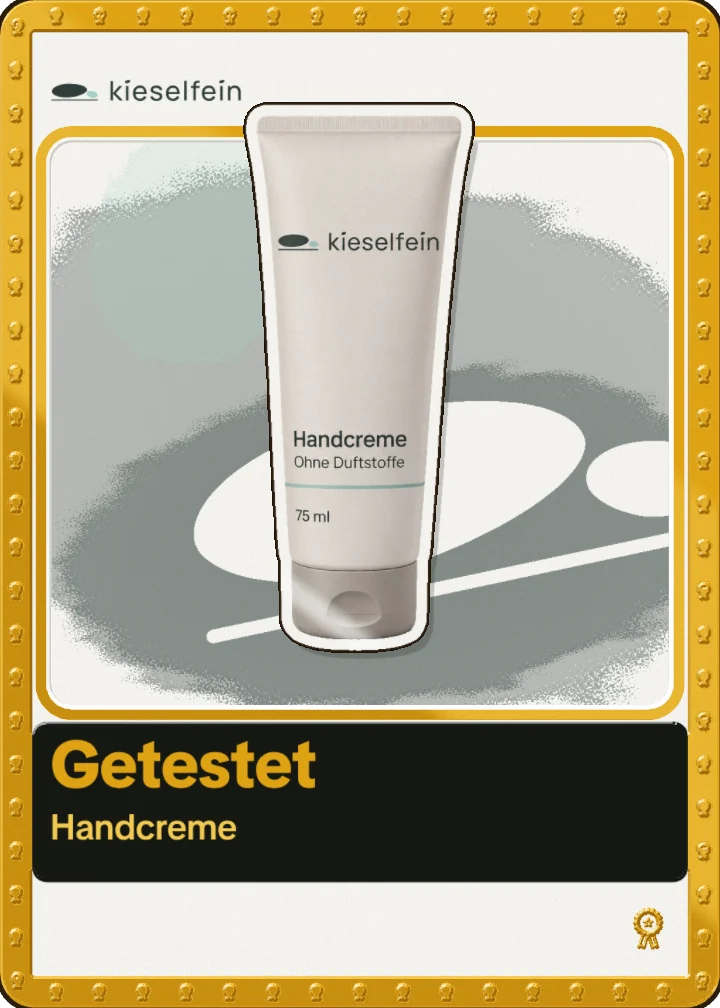 kieselfein
kieselfein
Handcreme
Ohne Duftstoffe
75 ml
Getestet
Handcreme